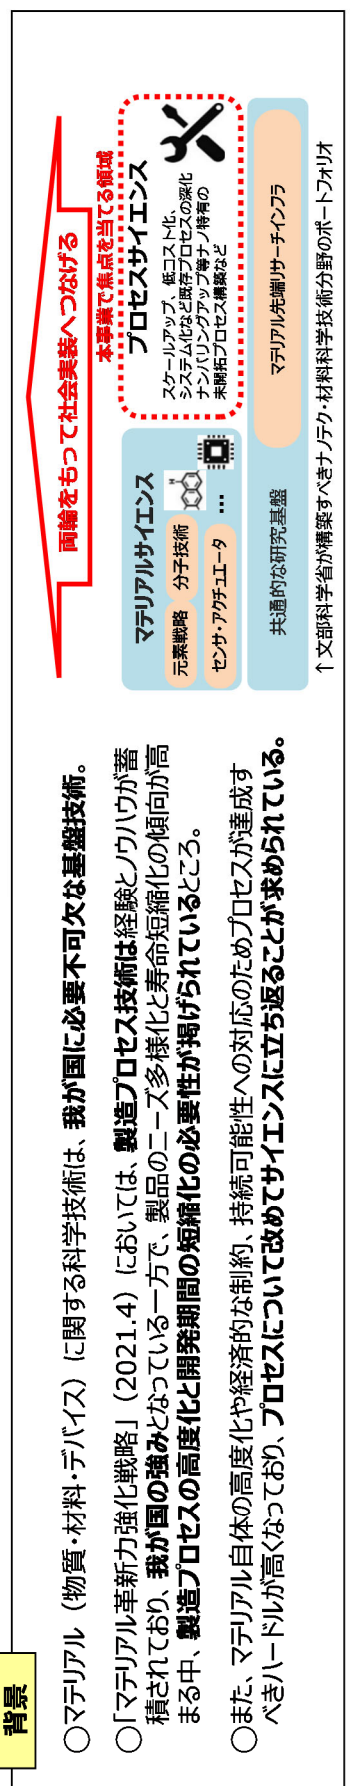 背景
○マテリアル（物質・材料・デバイス）に関する科学技術は、我が国に必要不可欠な基盤技術。
○「マテリアル革新力強化戦略」（2021.4）においては、製造プロセス技術は経験とノウハウが蓄
積されており、我が国の強みとなっている一方で、製品のニーズ多様化と寿命短縮化の傾向が高
まる中、製造プロセスの高度化と開発期間の短縮化の必要性が掲げられているところ。
○また、マテリアル自体の高度化や経済的な制約、持続可能性への対応のためプロセスが達成す
べきハードルが高くなっており、プロセスについて改めてサイエンスに立ち返ることが求められている。
両輪をもって社会実装へつなげる
本事業で焦点を当てる領域
マテリアルサイエンス
元素戦略
分子技術
センサ・アクチュエータ
…
プロセスサイエンス
スケールアップ、低コスト化、
システム化など既存プロセスの深化
ナンバリングアップ等ナノ特有の
未開拓プロセス構築など
共通的な研究基盤
マテリアル先端リサーチインフラ
↑文部科学省が構築すべきナノテク・材料科学技術分野のポートフォリオ